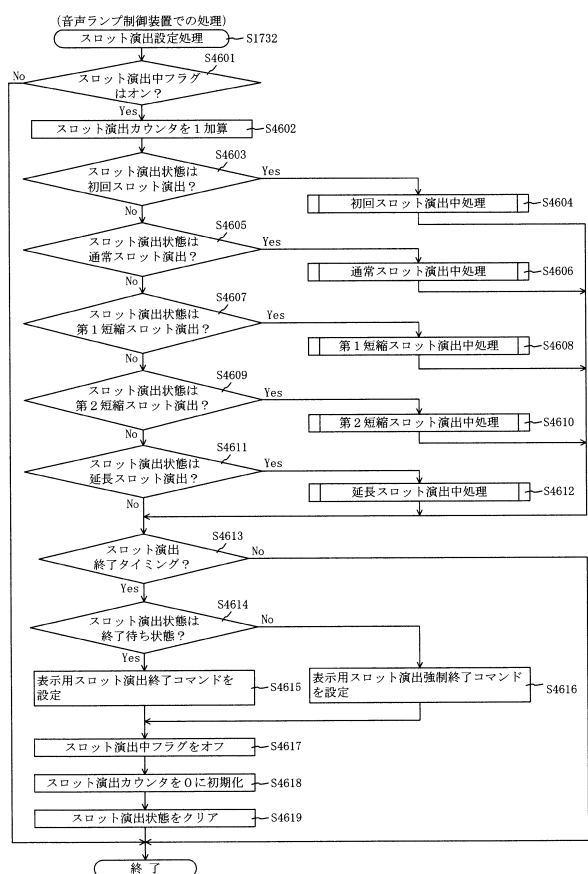 (音声ランプ制御装置での処理)
スロット演出設定処理
S1732
S4601
No
スロット演出中フラグ
はオン？
Yes
スロット演出カウンタを１加算
S4602
S4603
スロット演出状態は
初回スロット演出？
Yes
初回スロット演出中処理
S4604
No
S4605
スロット演出状態は
通常スロット演出？
Yes
通常スロット演出中処理
S4606
No
S4607
スロット演出状態は
第１短縮スロット演出？
Yes
第１短縮スロット演出中処理
S4608
No
S4609
スロット演出状態は
第２短縮スロット演出？
Yes
第２短縮スロット演出中処理
S4610
No
S4611
スロット演出状態は
延長スロット演出？
Yes
延長スロット演出中処理
S4612
No
S4613
スロット演出
終了タイミング？
No
Yes
S4614
スロット演出状態は
終了待ち状態？
No
Yes
表示用スロット演出終了コマンドを
設定
S4615
表示用スロット演出強制終了コマンド
を設定
S4616
スロット演出中フラグをオフ
S4617
スロット演出カウンタを０に初期化
S4618
スロット演出状態をクリア
S4619
終 了